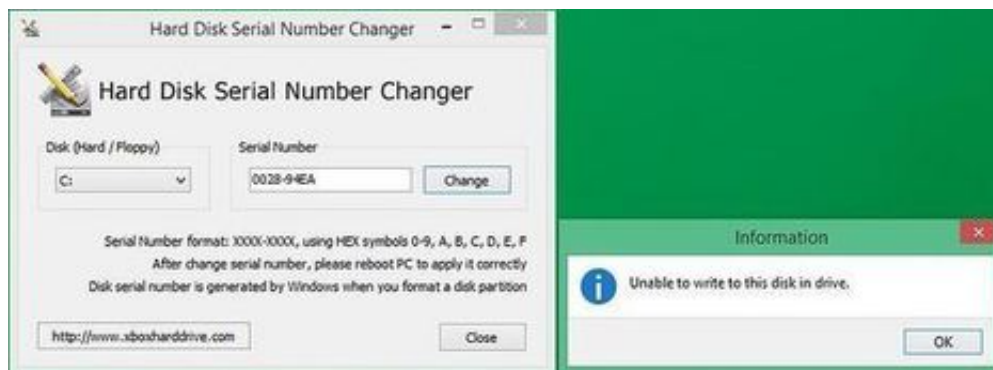 Hard Disk Serial Number Changer
Hard Disk Serial Number Changer
Disk (Hard / Floppy)
Serial Number
C:
0028-94EA
Change
Serial Number format: XXXX-XXXX, using HEX symbols 0-9, A, B, C, D, E, F
After change serial number, please reboot PC to apply it correctly
Disk serial number is generated by Windows when you format a disk partition
http://www.xboxharddrive.com
Close
Information
Unable to write to this disk in drive.
OK